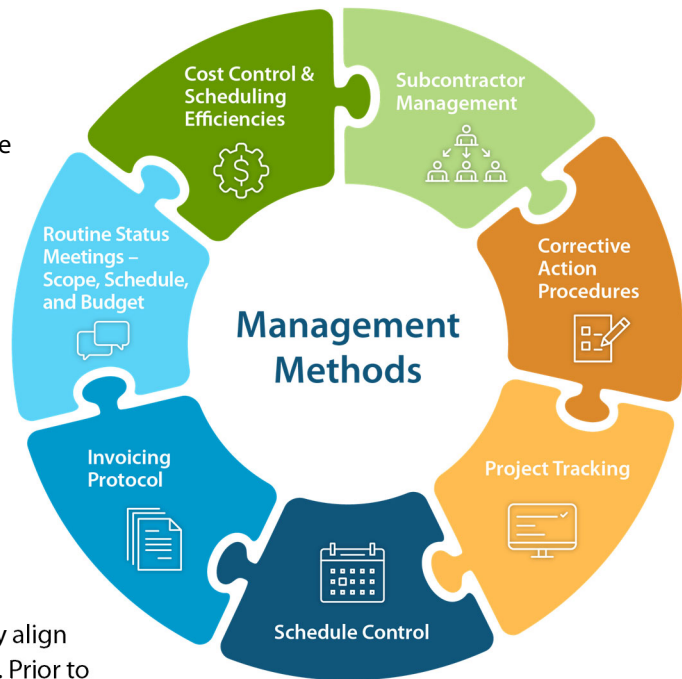 Cost Control &
Scheduling
Efficiencies
Subcontractor
Management
e
Routine Status
Meetings –
Scope, Schedule,
and Budget
Corrective
Action
Procedures
Management
Methods
Invoicing
Protocol
Project Tracking
Schedule Control
y align
. Prior to